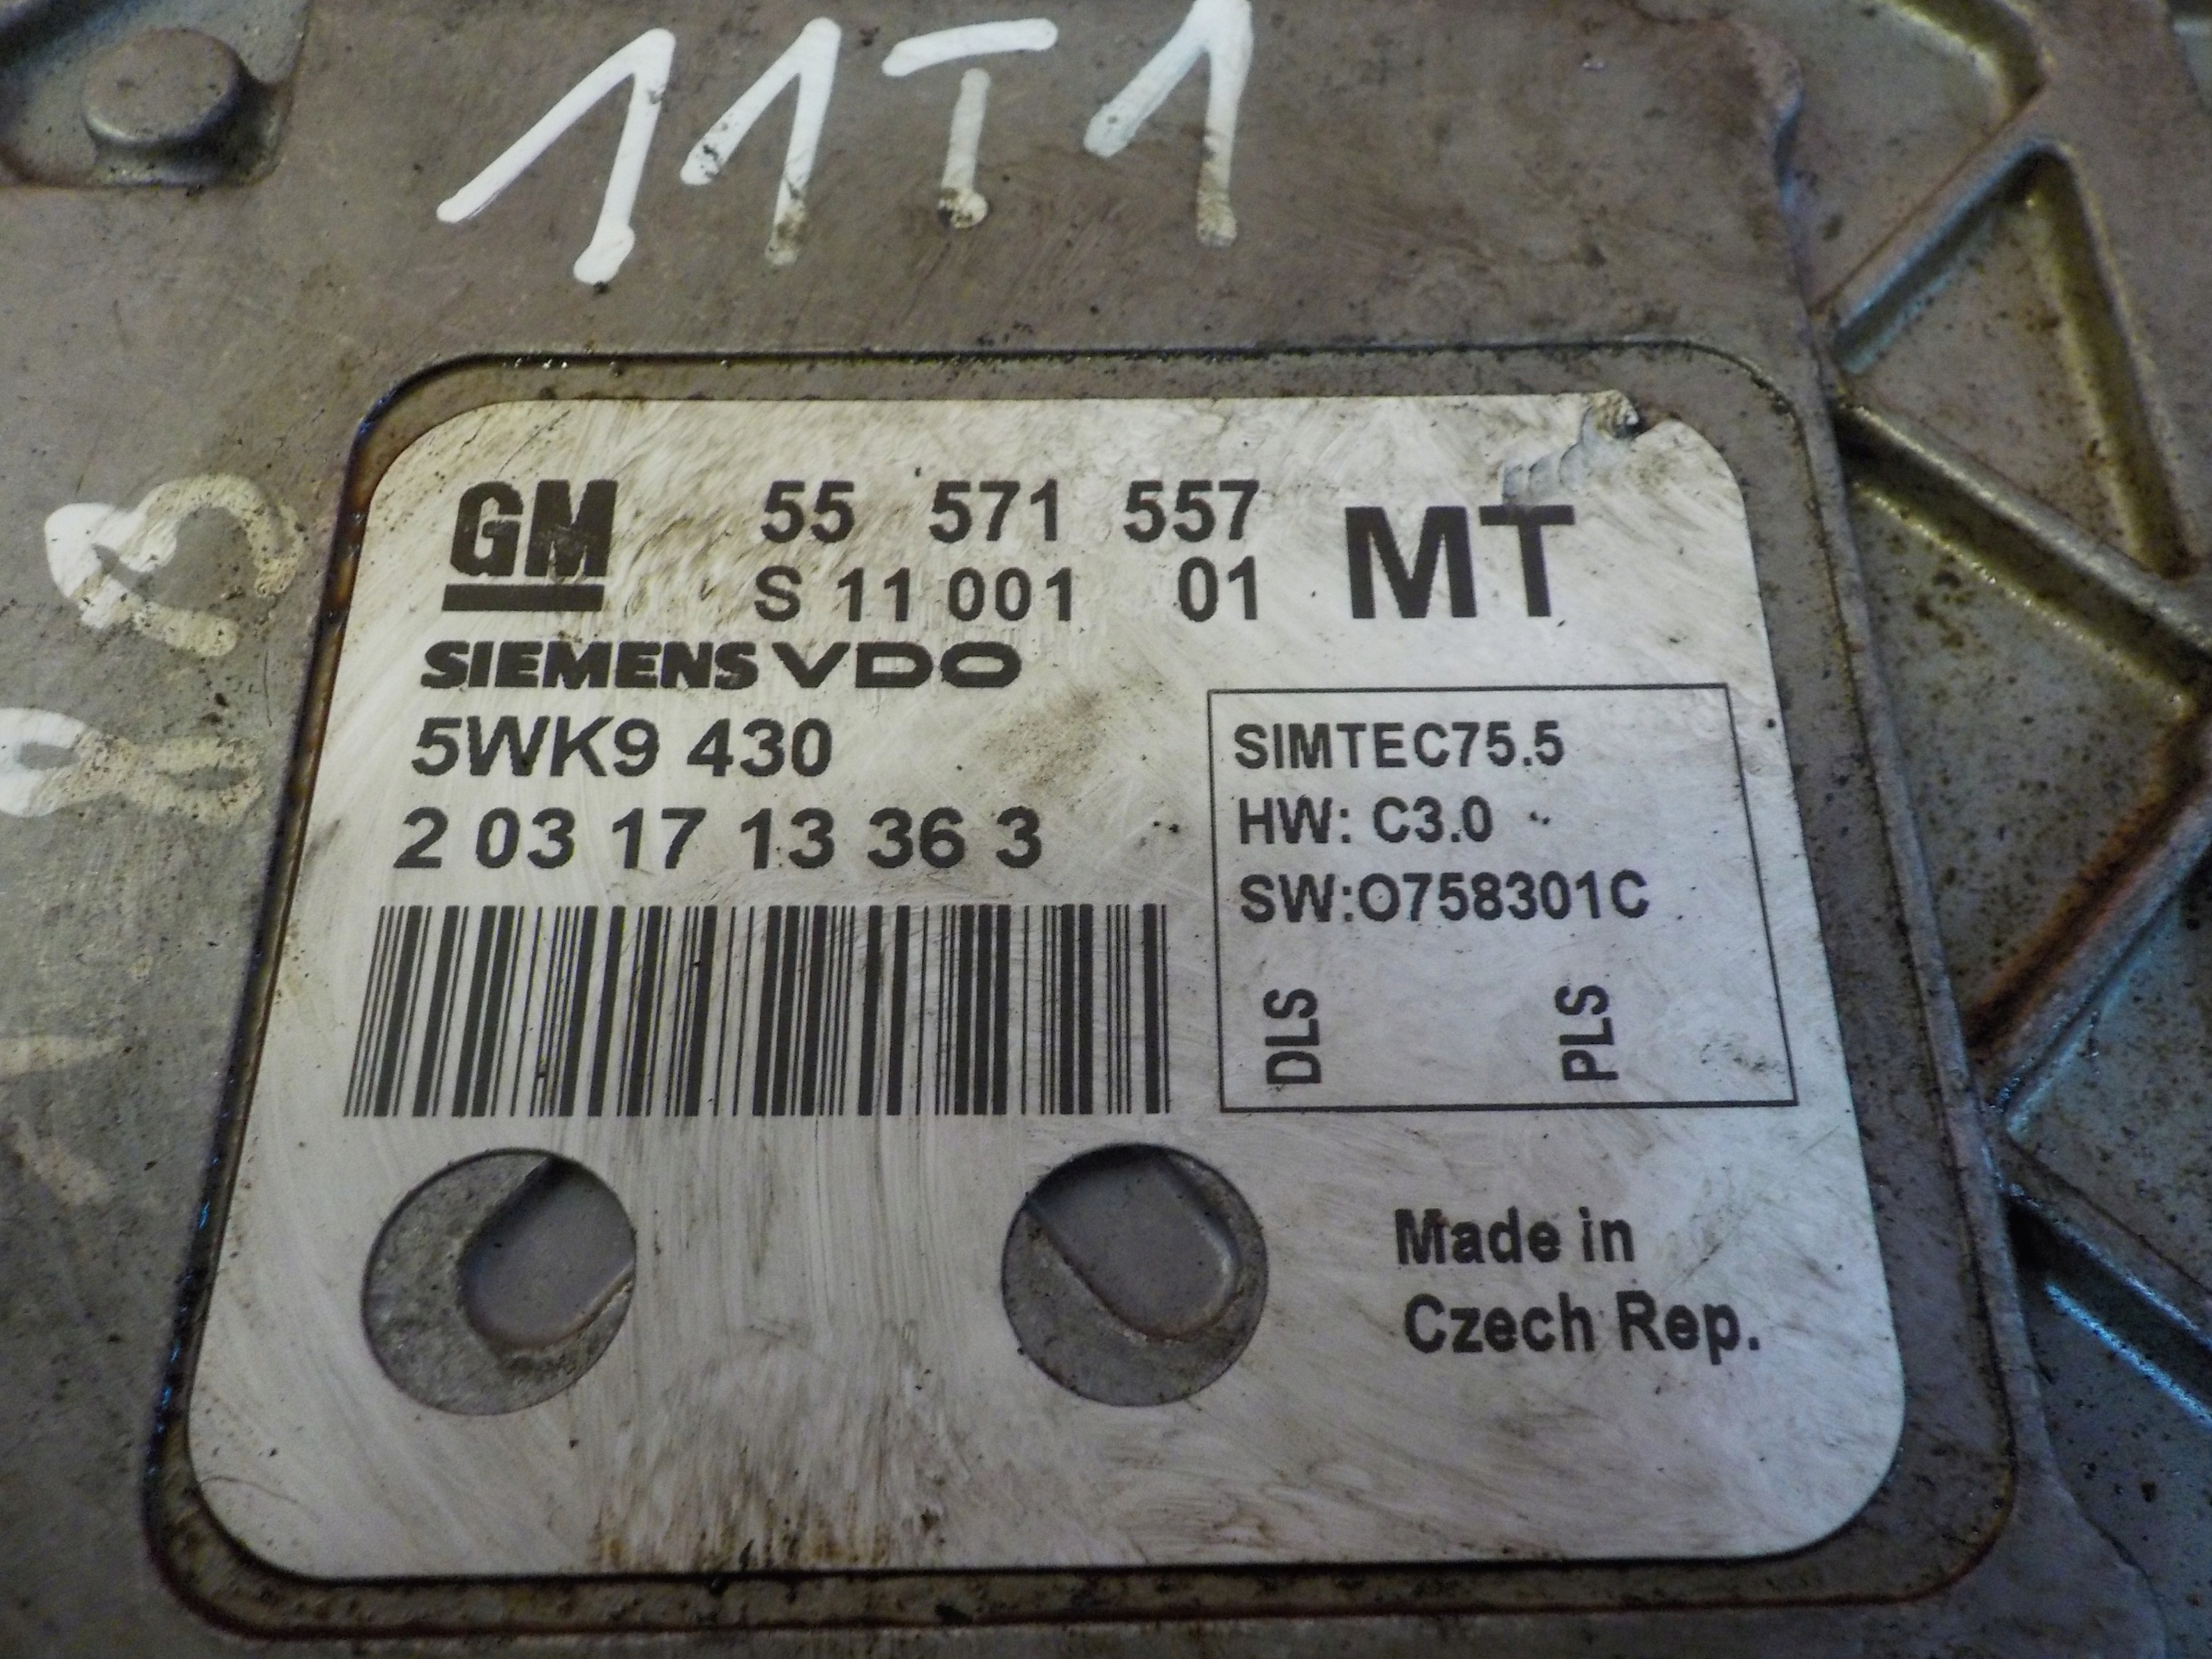 11T1
GM 55 571 557 MT
S 11 001 01
SIEMENS VDO
5WK9 430
2 03 17 13 36 3
SIMTEC75.5
HW: C3.0
SW:O758301C
DLS PLS
Made in
Czech Rep.